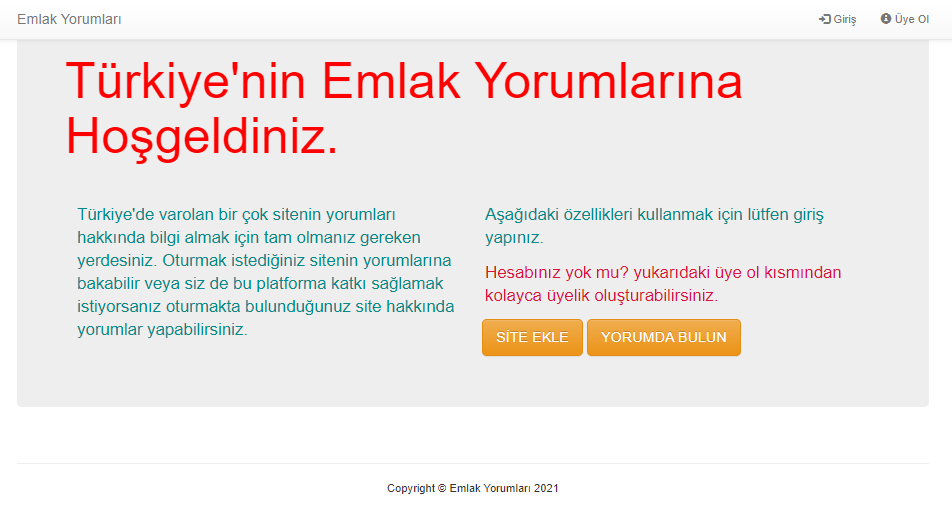 Emlak Yorumları
Giriş
Üye Ol
Türkiye'nin Emlak Yorumlarına
Hoşgeldiniz.
Türkiye'de varolan bir çok sitenin yorumları
hakkında bilgi almak için tam olmanız gereken
yerdesiniz. Oturmak istediğiniz sitenin yorumlarına
bakabilir veya siz de bu platforma katkı sağlamak
istiyorsanız oturmakta bulunduğunuz site hakkında
yorumlar yapabilirsiniz.
Aşağıdaki özellikleri kullanmak için lütfen giriş
yapınız.
Hesabınız yok mu? yukarıdaki üye ol kısmından
kolayca üyelik oluşturabilirsiniz.
SİTE EKLE
YORUMDA BULUN
Copyright © Emlak Yorumları 2021